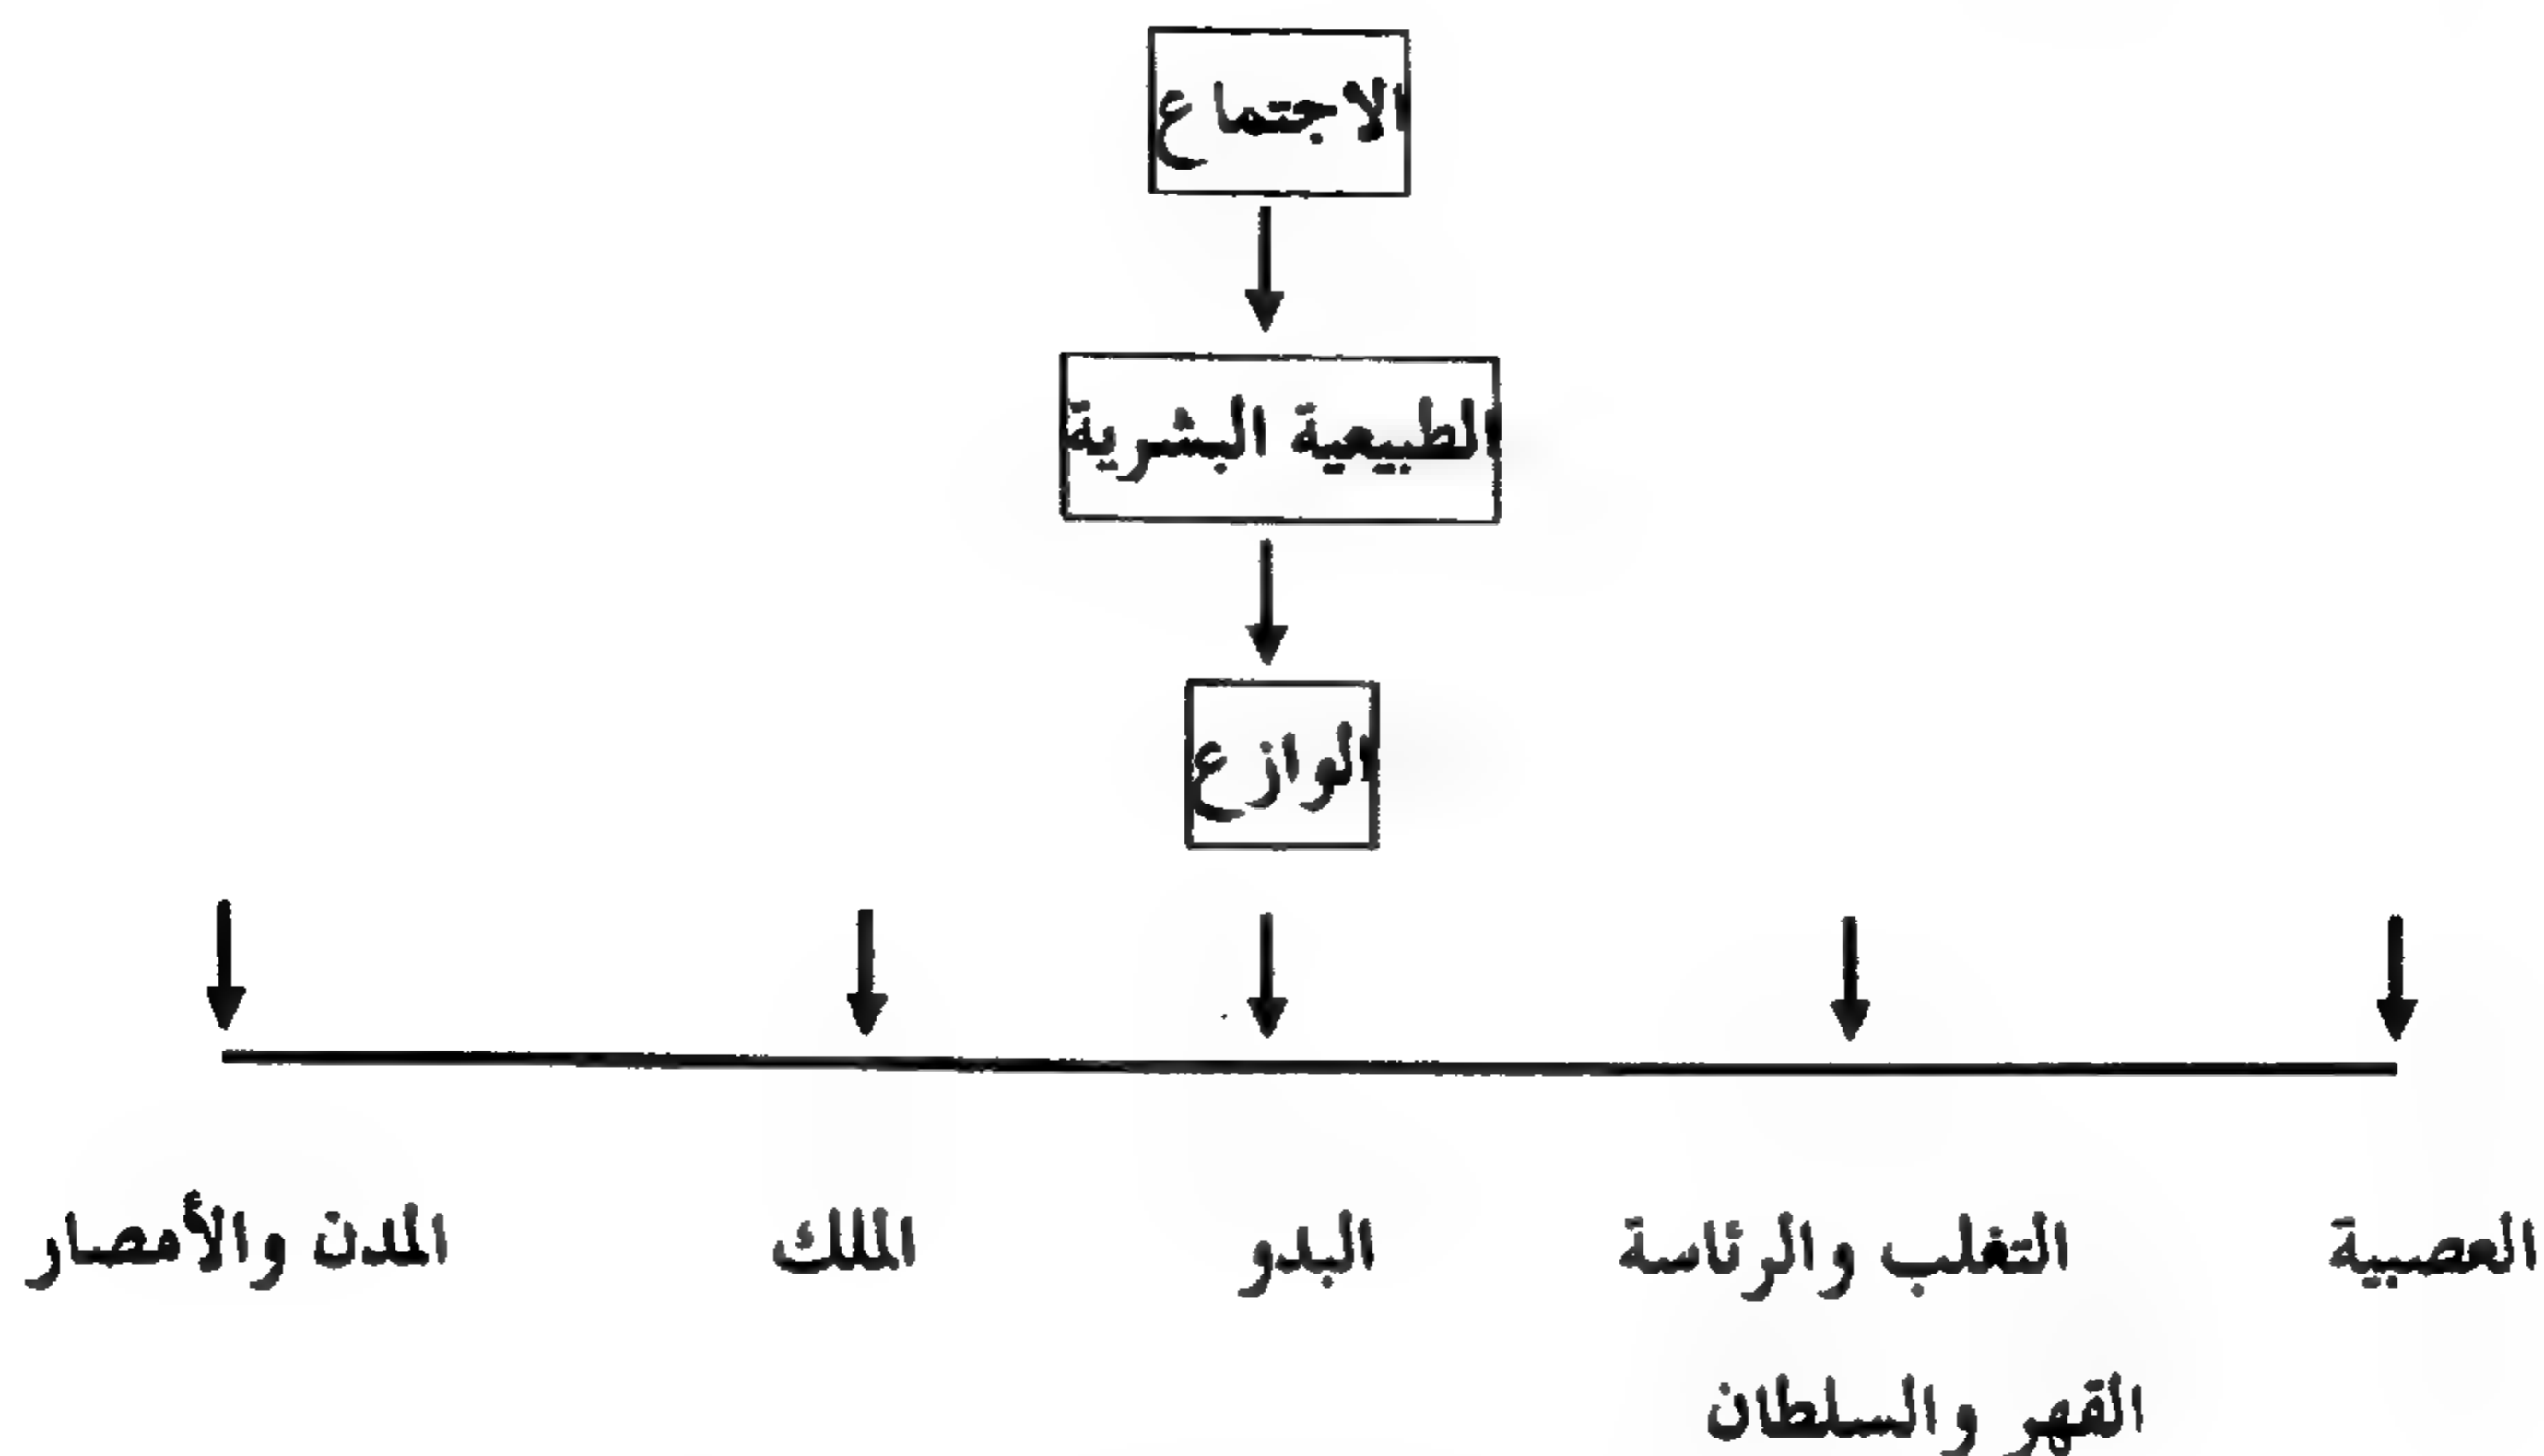 الاجتماع
الطبيعية البشرية
الوازع
العصبية
التغلب والرئاسة
البدو
الملك
المدن والأمصار
القهر والسلطان